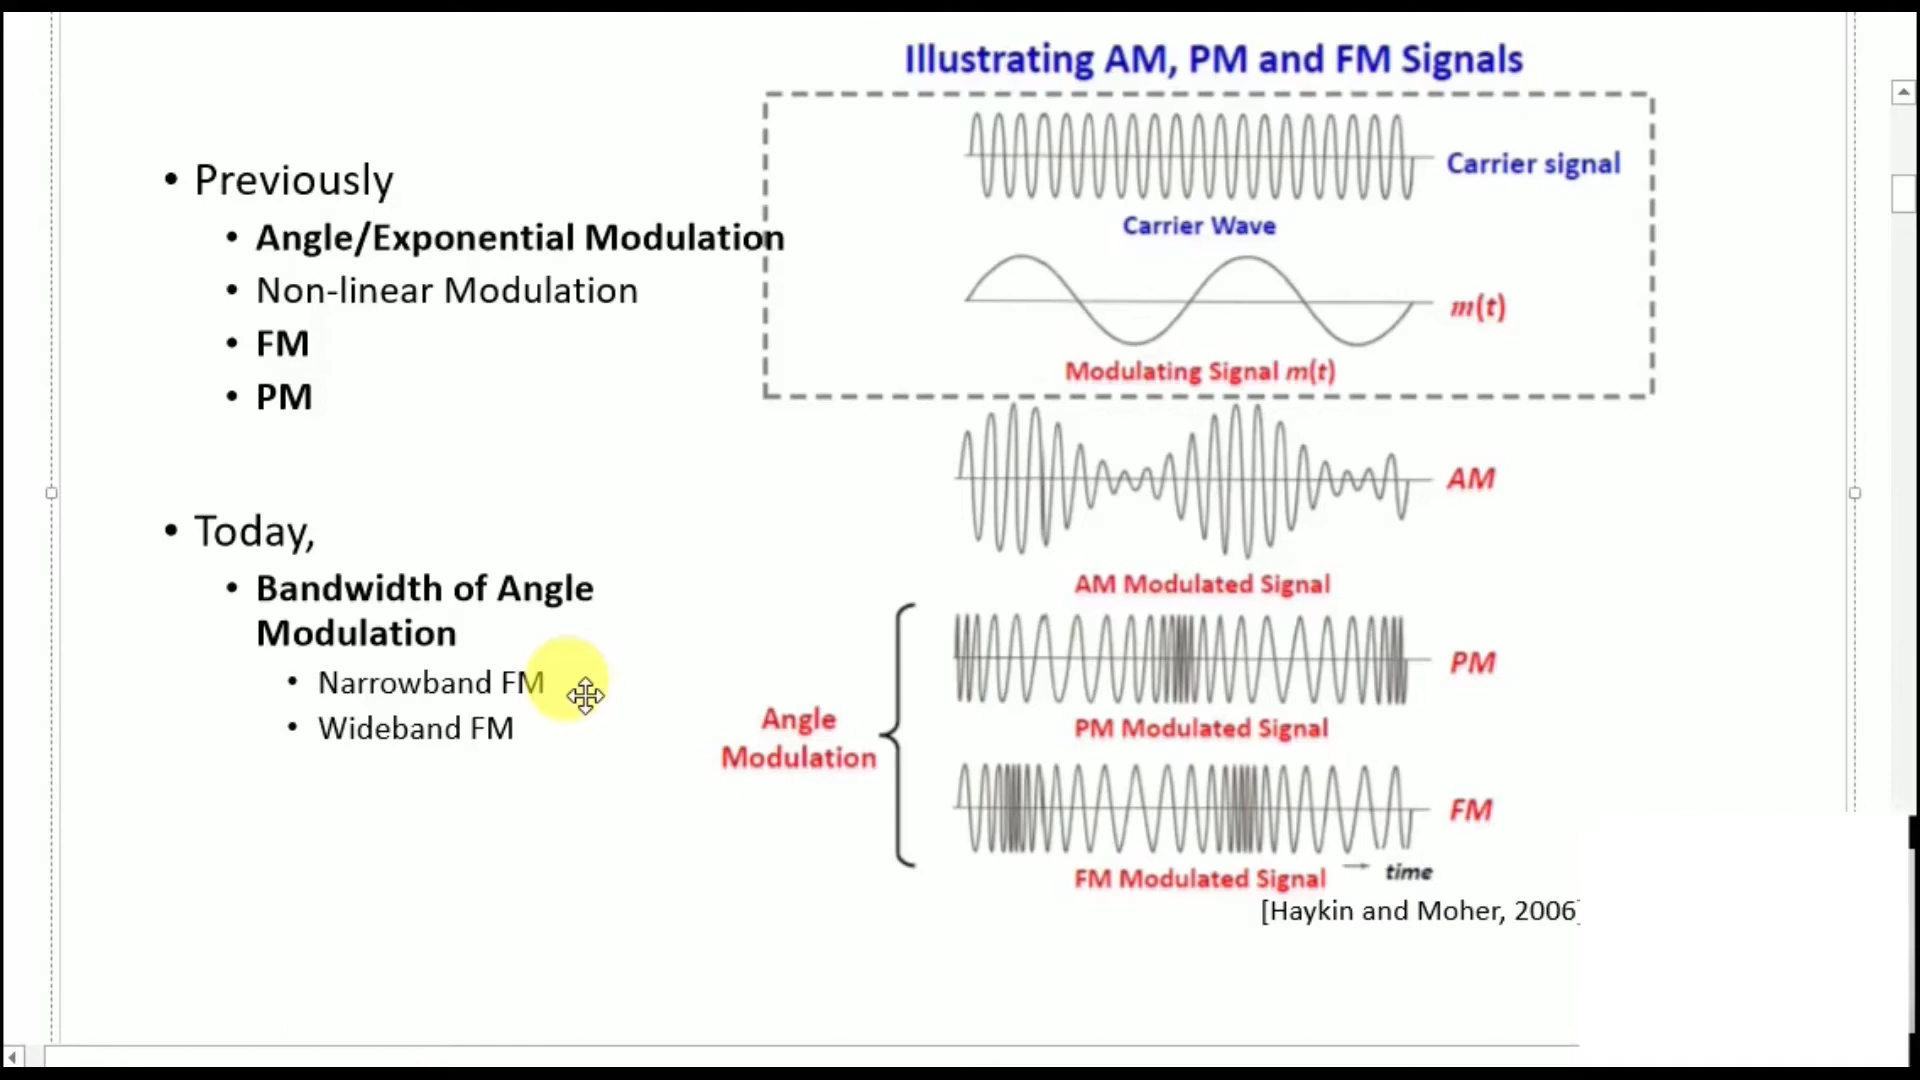 Illustrating AM, PM and FM Signals
• Previously
• Angle/Exponential Modulation
• Non-linear Modulation
• FM
• PM
• Today,
• Bandwidth of Angle
Modulation
• Narrowband FM
• Wideband FM
Carrier signal
Carrier Wave
m(t)
Modulating Signal m(t)
AM
AM Modulated Signal
Angle
Modulation
PM
PM Modulated Signal
FM
FM Modulated Signal
time
[Haykin and Moher, 2006]